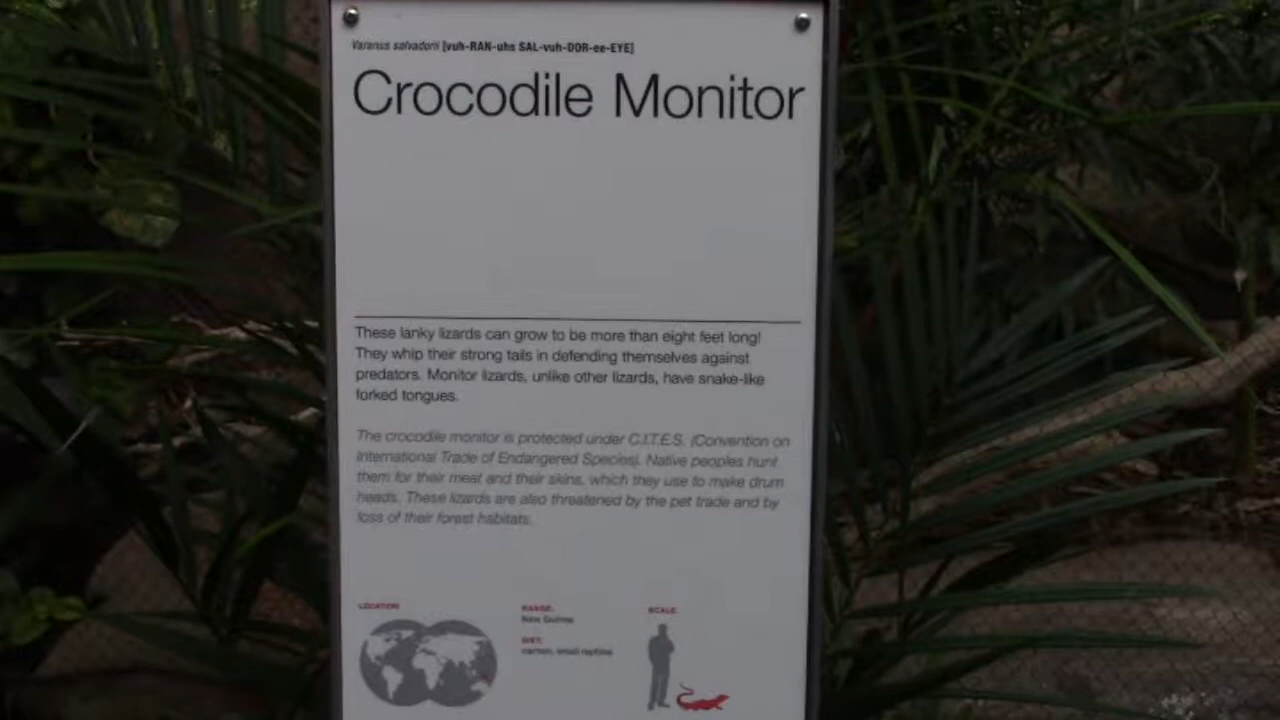 Varanus salvadorii [vuh-RAN-uhs SAL-vuh-DOR-ee-EYE]
Crocodile Monitor
These lanky lizards can grow to be more than eight feet long!
They whip their strong tails in defending themselves against
predators. Monitor lizards, unlike other lizards, have snake-like
forked tongues.
The crocodile monitor is protected under C.I.T.E.S. (Convention on
International Trade of Endangered Species). Native peoples hunt
them for their meat and their skins, which they use to make drum
heads. These lizards are also threatened by the pet trade and by
loss of their forest habitats.
LOCATION:
RANGE:
New Guinea
DIET:
carrion, small reptiles
SCALE: